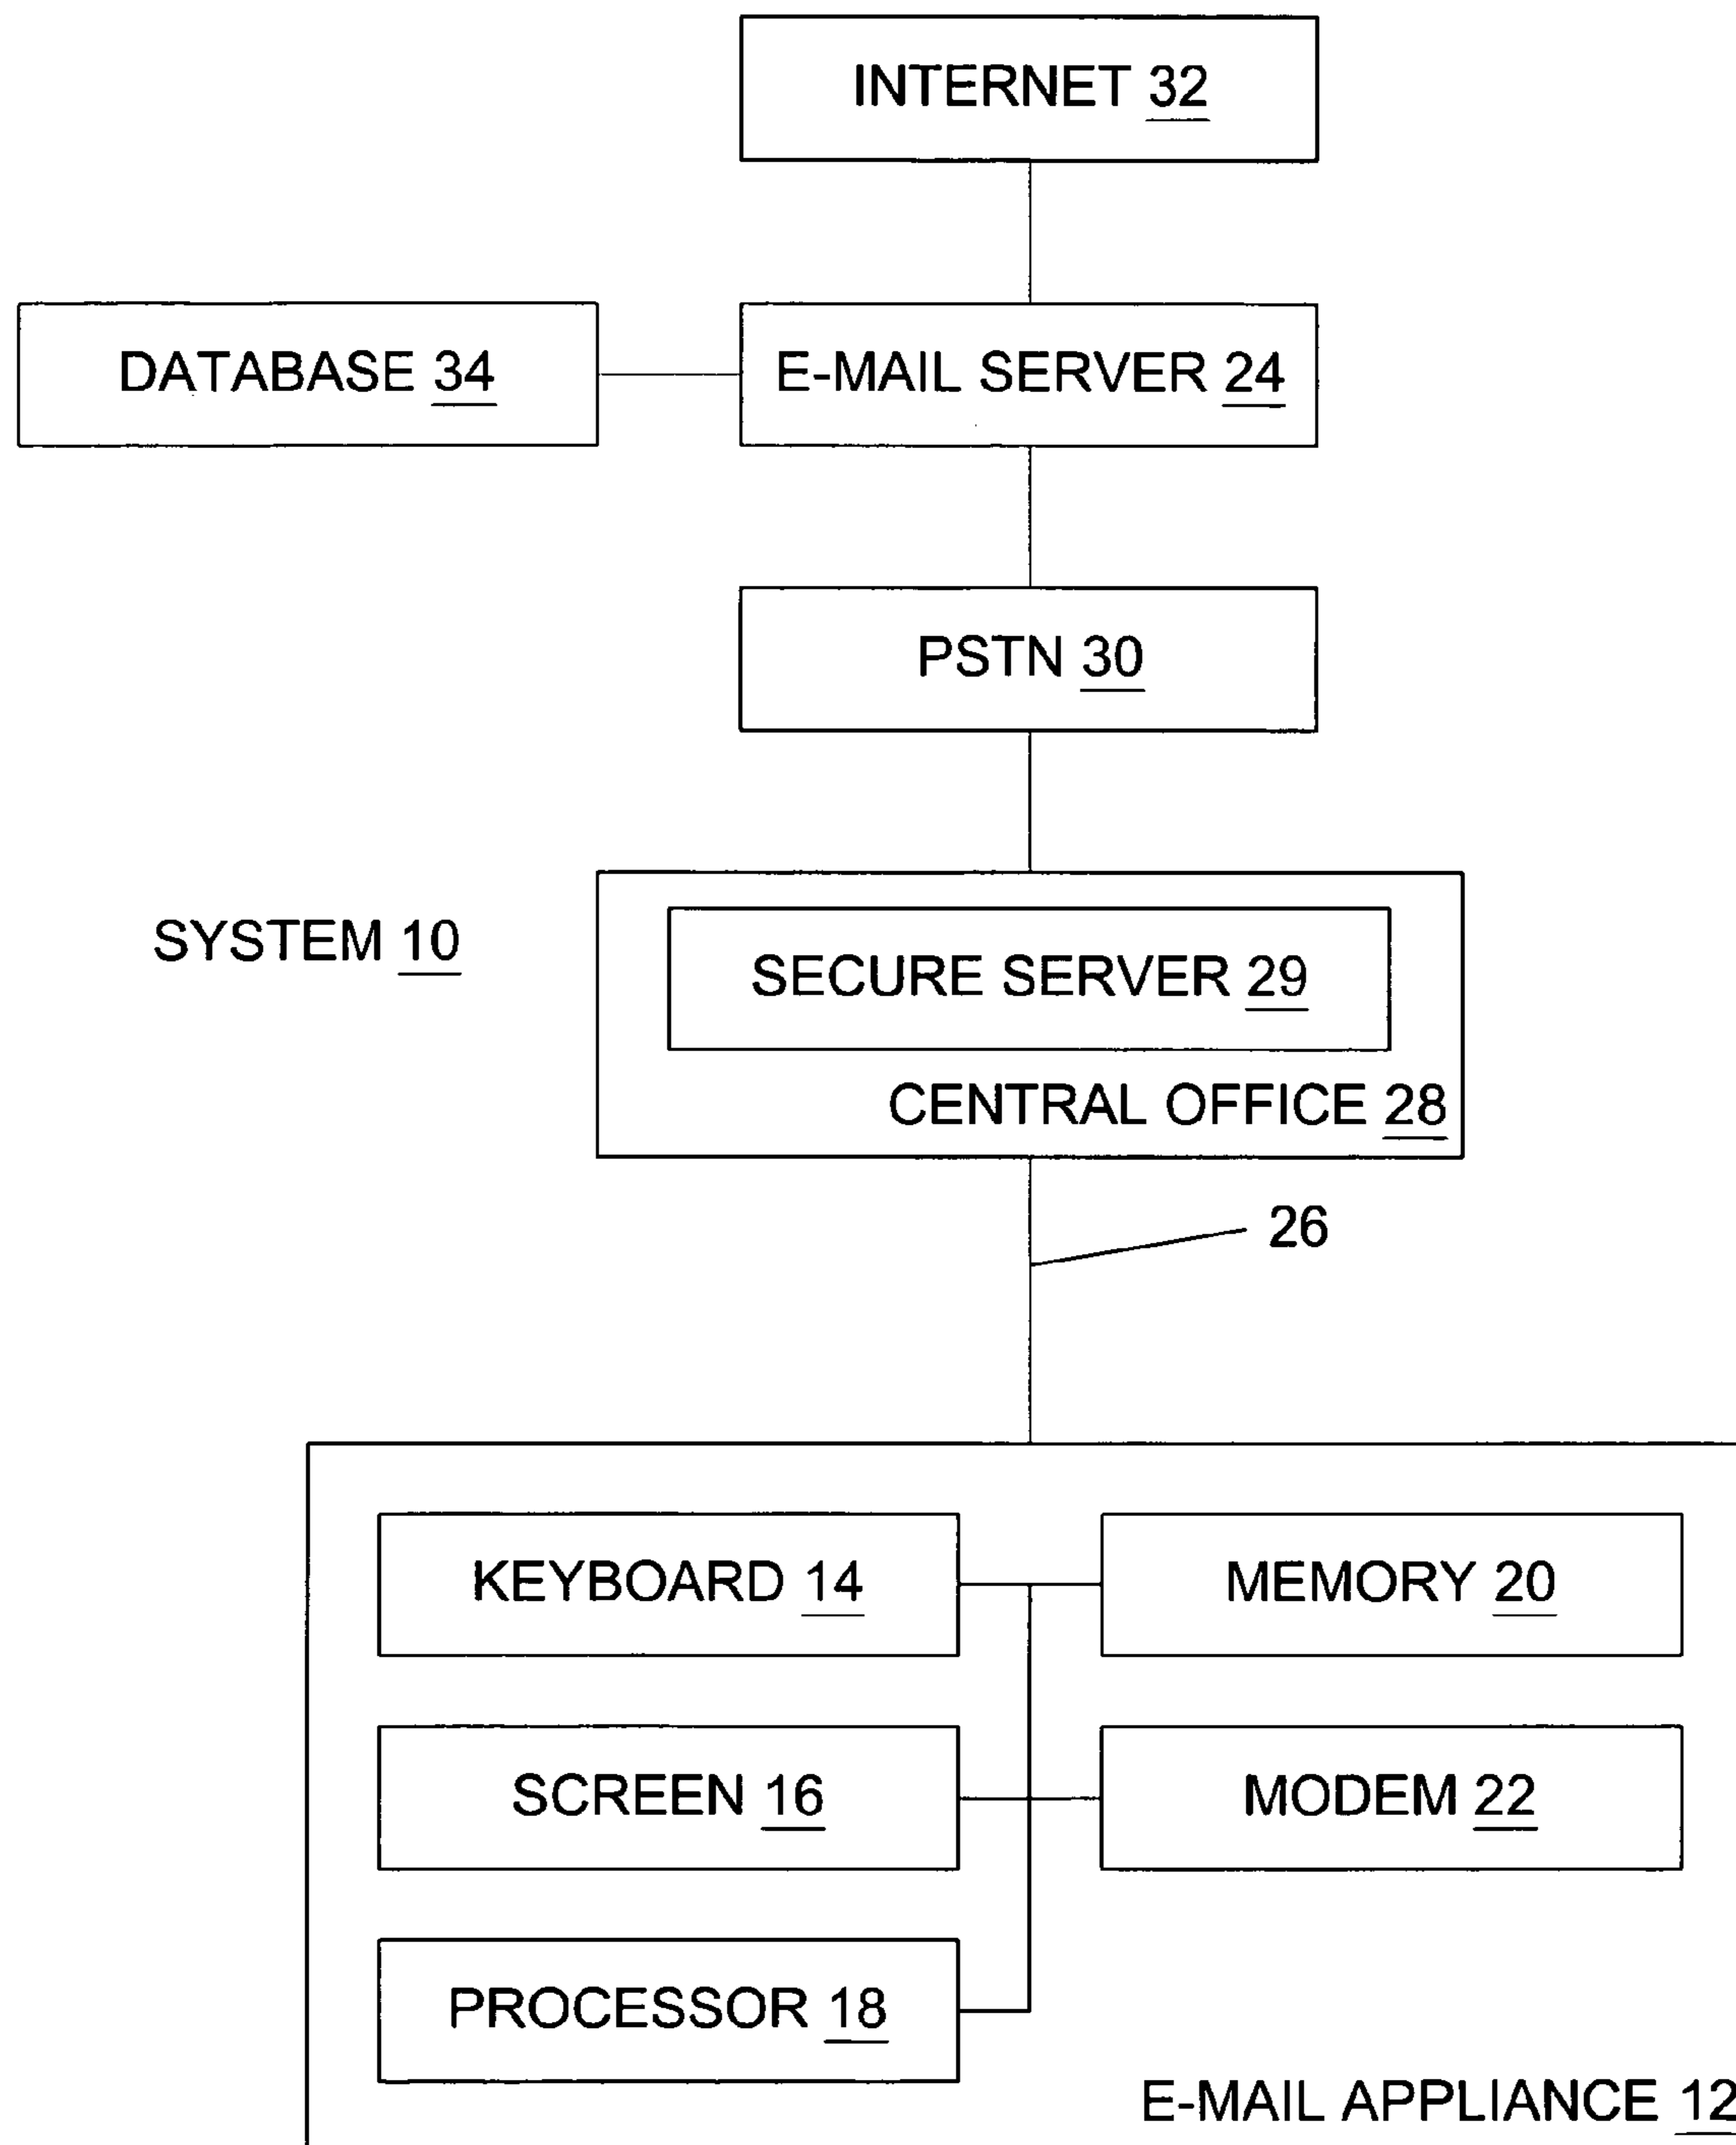 INTERNET 32
DATABASE 34
E-MAIL SERVER 24
PSTN 30
SYSTEM 10
SECURE SERVER 29
CENTRAL OFFICE 28
26
KEYBOARD 14
MEMORY 20
SCREEN 16
MODEM 22
PROCESSOR 18
E-MAIL APPLIANCE 12